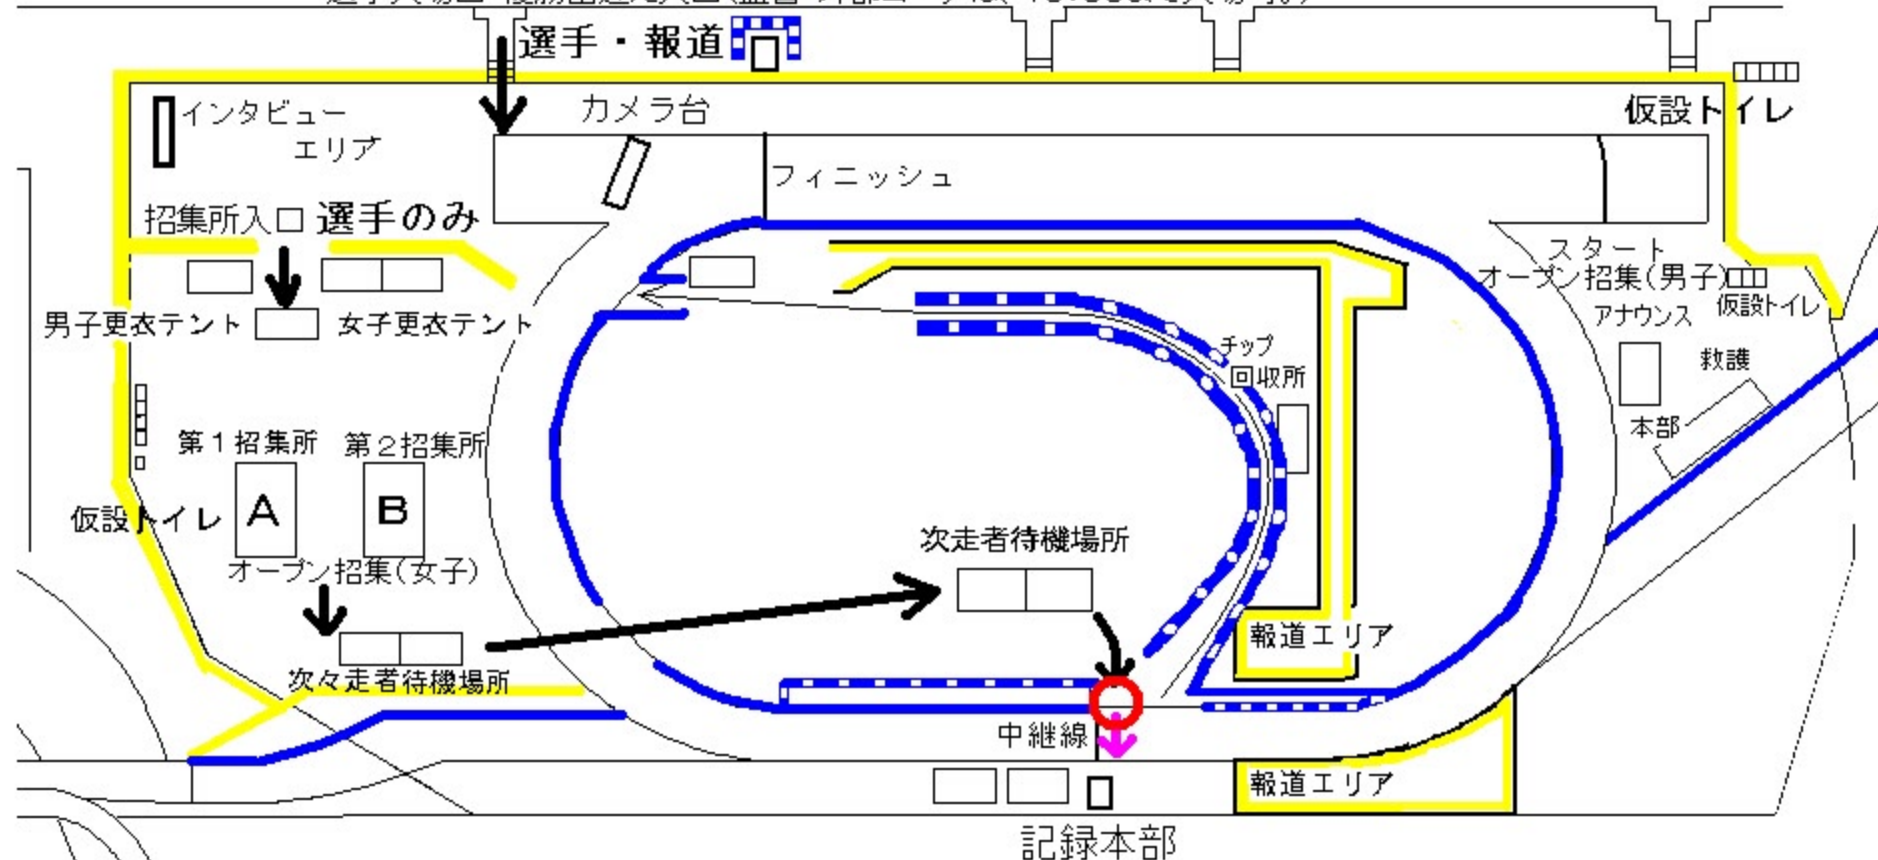 選手・報道
インタビュー
エリア
カメラ台
仮設トイレ
フィニッシュ
招集所入口 選手のみ
スタート
オープン招集(男子)
仮設トイレ
アナウンス
男子更衣テント
女子更衣テント
チップ
回収所
救護
本部
第1招集所
第2招集所
A
B
仮設トイレ
オープン招集(女子)
次走者待機場所
報道エリア
次々走者待機場所
中継線
報道エリア
記録本部